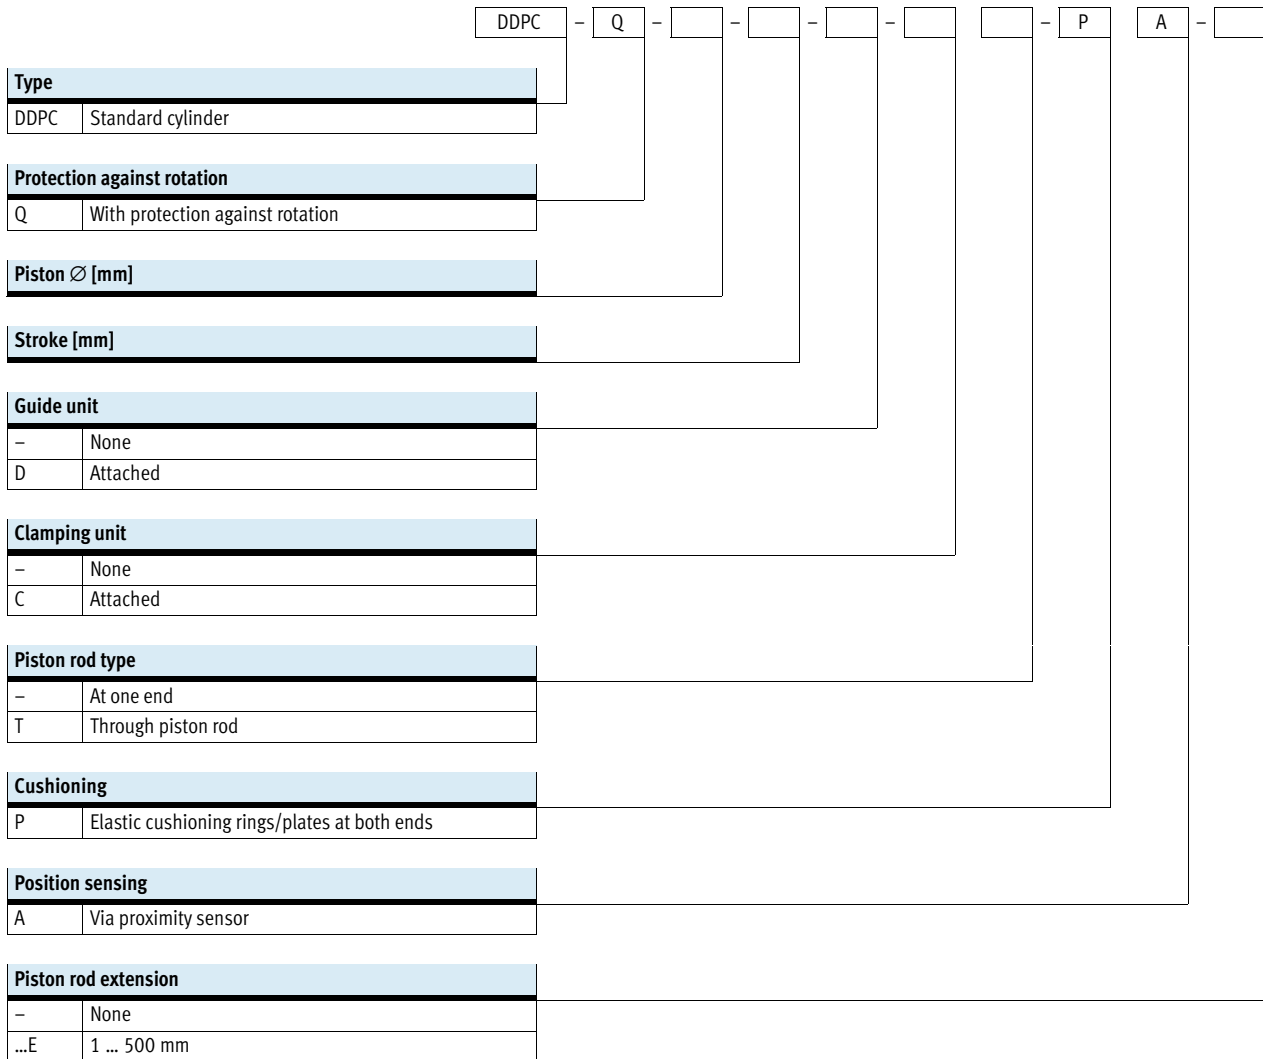 DDPC – Q – – – – – P A –
Type
DDPC Standard cylinder
Protection against rotation
Q With protection against rotation
Piston ∅ [mm]
Stroke [mm]
Guide unit
– None
D Attached
Clamping unit
– None
C Attached
Piston rod type
– At one end
T Through piston rod
Cushioning
P Elastic cushioning rings/plates at both ends
Position sensing
A Via proximity sensor
Piston rod extension
– None
...E 1 ... 500 mm